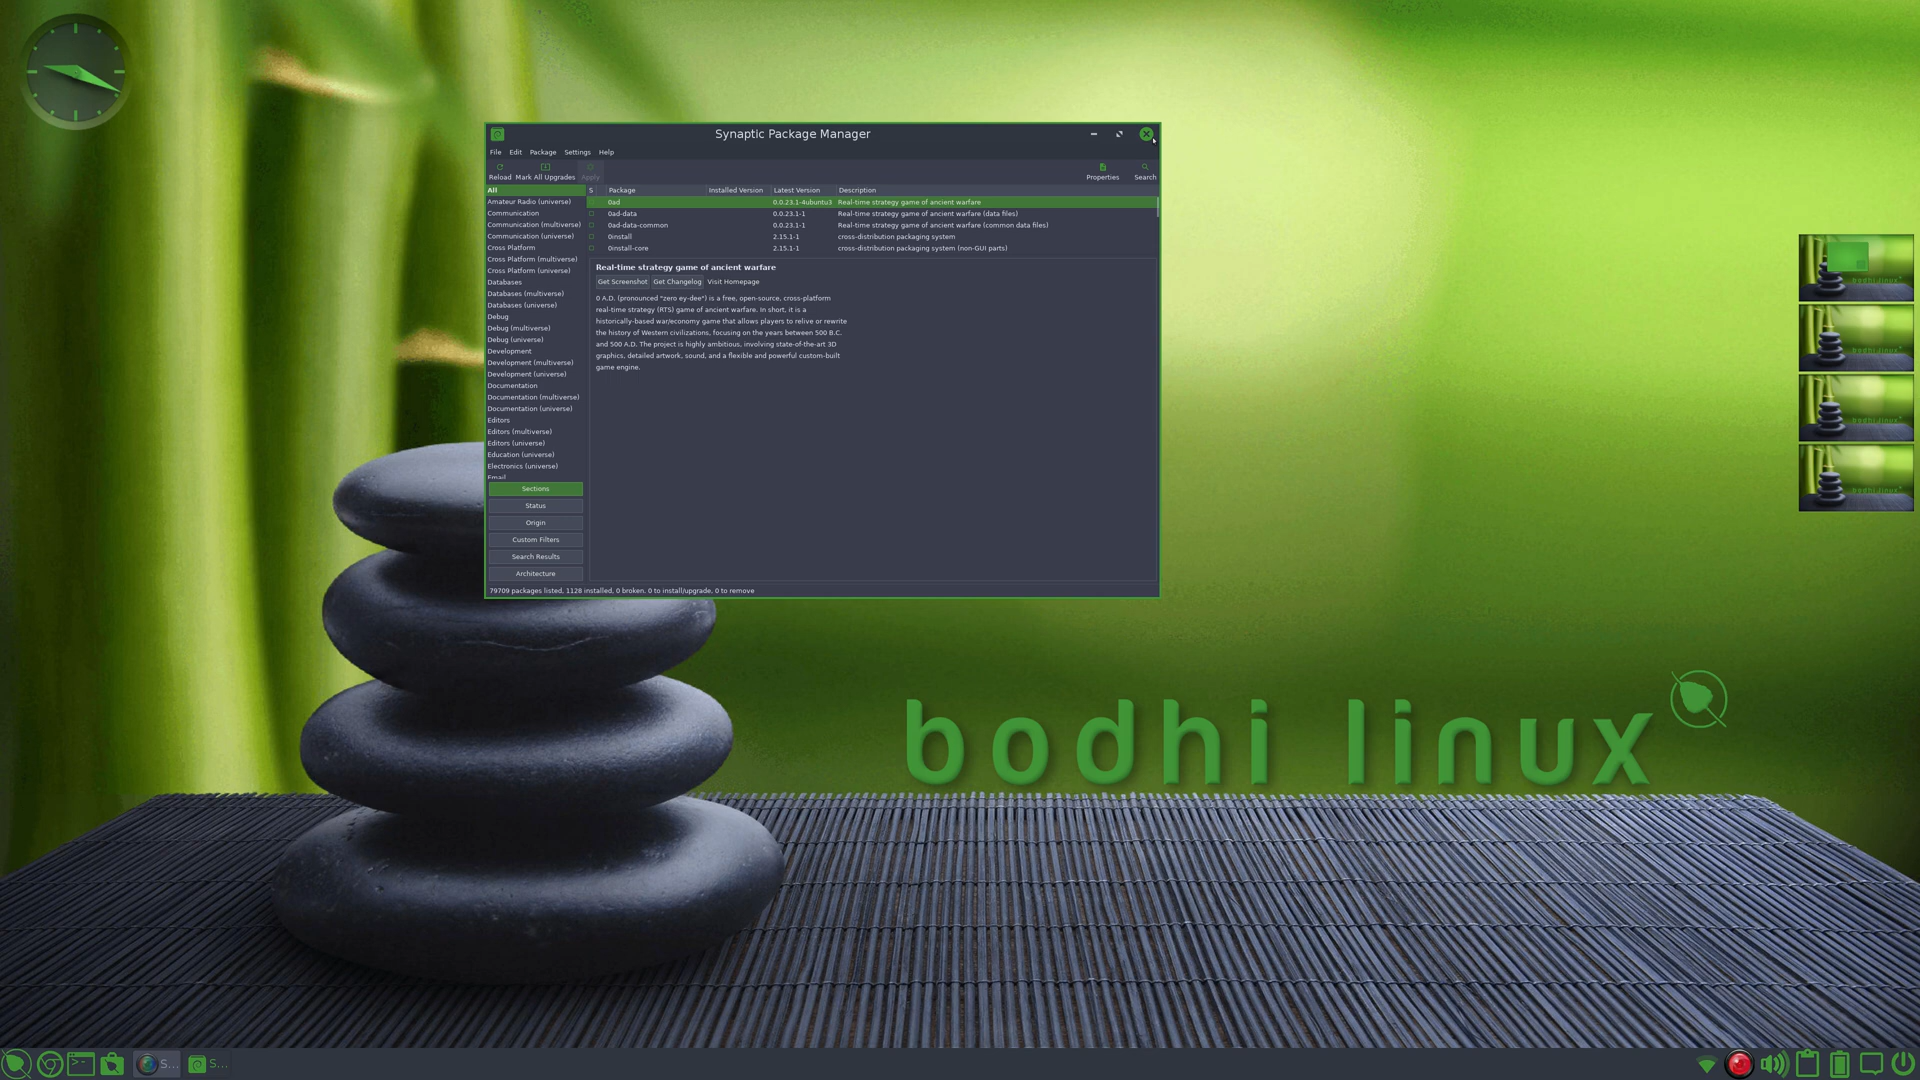 Synaptic Package Manager
File Edit Package Settings Help
Reload Mark All Upgrades Apply Properties Search
All
Amateur Radio (universe)
Communication
Communication (multiverse)
Communication (universe)
Cross Platform
Cross Platform (multiverse)
Cross Platform (universe)
Databases
Databases (multiverse)
Databases (universe)
Debug
Debug (multiverse)
Debug (universe)
Development
Development (multiverse)
Development (universe)
Documentation
Documentation (multiverse)
Documentation (universe)
Editors
Editors (multiverse)
Editors (universe)
Education (universe)
Electronics (universe)
Email
Sections
Status
Origin
Custom Filters
Search Results
Architecture
S Package Installed Version Latest Version Description
0ad 0.0.23.1-4ubuntu3 Real-time strategy game of ancient warfare
0ad-data 0.0.23.1-1 Real-time strategy game of ancient warfare (data files)
0ad-data-common 0.0.23.1-1 Real-time strategy game of ancient warfare (common data files)
0install 2.15.1-1 cross-distribution packaging system
0install-core 2.15.1-1 cross-distribution packaging system (non-GUI parts)
Real-time strategy game of ancient warfare
Get Screenshot Get Changelog Visit Homepage
0 A.D. (pronounced "zero ey-dee") is a free, open-source, cross-platform
real-time strategy (RTS) game of ancient warfare. In short, it is a
historically-based war/economy game that allows players to relive or rewrite
the history of Western civilizations, focusing on the years between 500 B.C.
and 500 A.D. The project is highly ambitious, involving state-of-the-art 3D
graphics, detailed artwork, sound, and a flexible and powerful custom-built
game engine.
79709 packages listed, 1128 installed, 0 broken. 0 to install/upgrade, 0 to remove
bodhi linux
bodhi linux
bodhi linux
bodhi linux
bodhi linux
S... S...